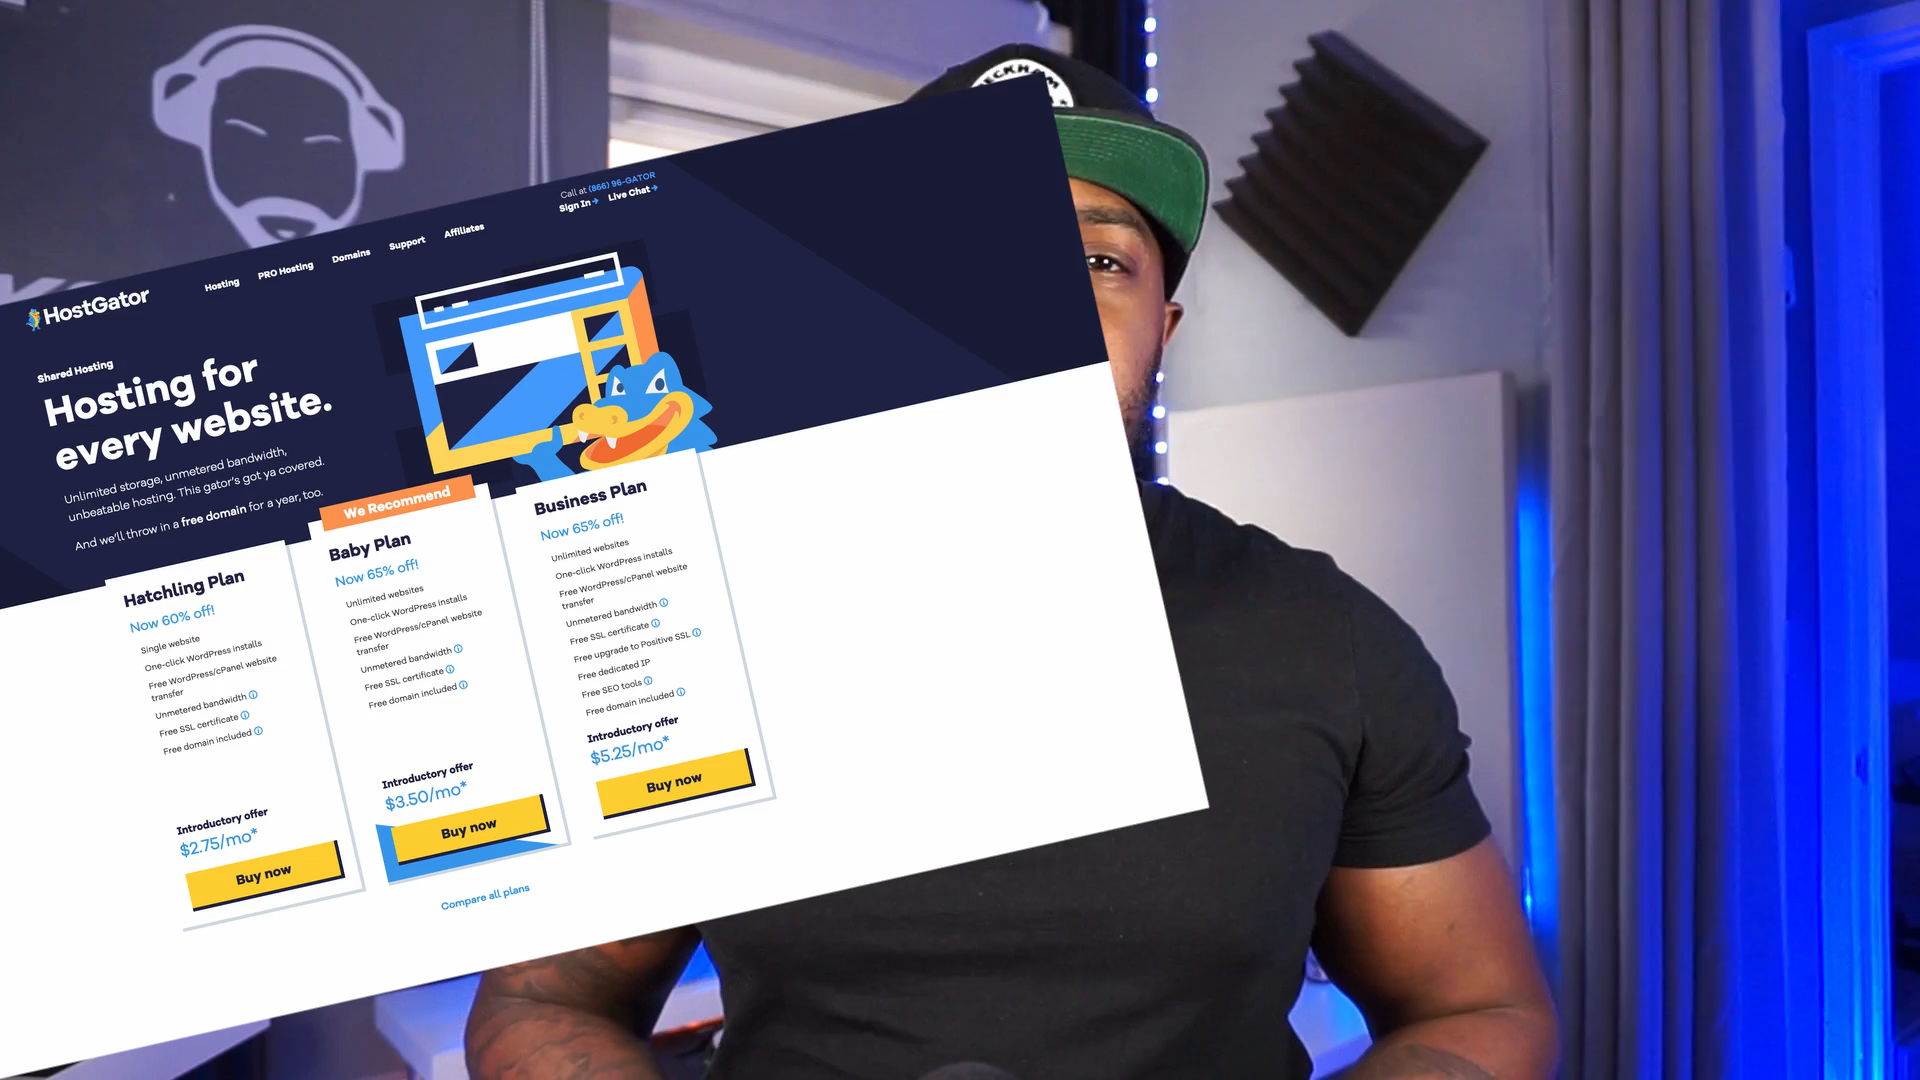 Call at (866) 96-GATOR
Sign In Live Chat
HostGator
Hosting
PRO Hosting
Domains
Support
Affiliates
Shared Hosting
Hosting for
every website.
Unlimited storage, unmetered bandwidth,
unbeatable hosting. This gator's got ya covered.
And we'll throw in a free domain for a year, too.
Hatchling Plan
Now 60% off!
Single website
One-click WordPress installs
Free WordPress/cPanel website
transfer
Unmetered bandwidth
Free SSL certificate
Free domain included
Introductory offer
$2.75/mo*
Buy now
We Recommend
Baby Plan
Now 65% off!
Unlimited websites
One-click WordPress installs
Free WordPress/cPanel website
transfer
Unmetered bandwidth
Free SSL certificate
Free domain included
Introductory offer
$3.50/mo*
Buy now
Business Plan
Now 65% off!
Unlimited websites
One-click WordPress installs
Free WordPress/cPanel website
transfer
Unmetered bandwidth
Free SSL certificate
Free upgrade to Positive SSL
Free dedicated IP
Free SEO tools
Free domain included
Introductory offer
$5.25/mo*
Buy now
Compare all plans